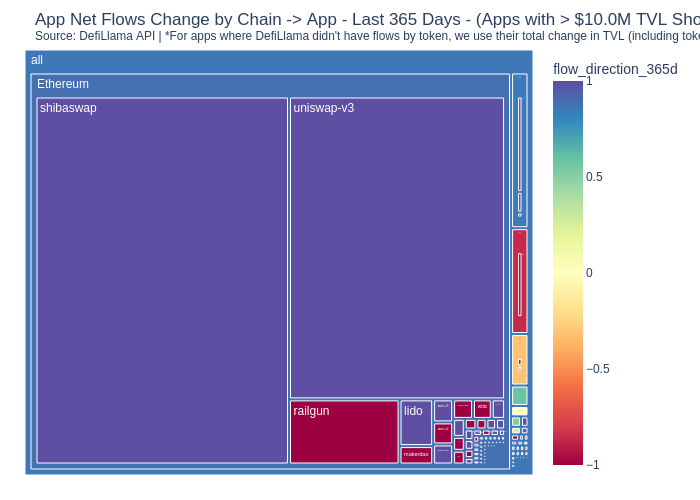 App Net Flows Change by Chain -> App - Last 365 Days - (Apps with > $10.0M TVL Sho
Source: DefiLlama API | *For apps where DefiLlama didn't have flows by token, we use their total change in TVL (including toke
all
Ethereum
shibaswap
uniswap-v3
railgun
lido
makerdao
flow_direction_365d
1
0.5
0
−0.5
−1